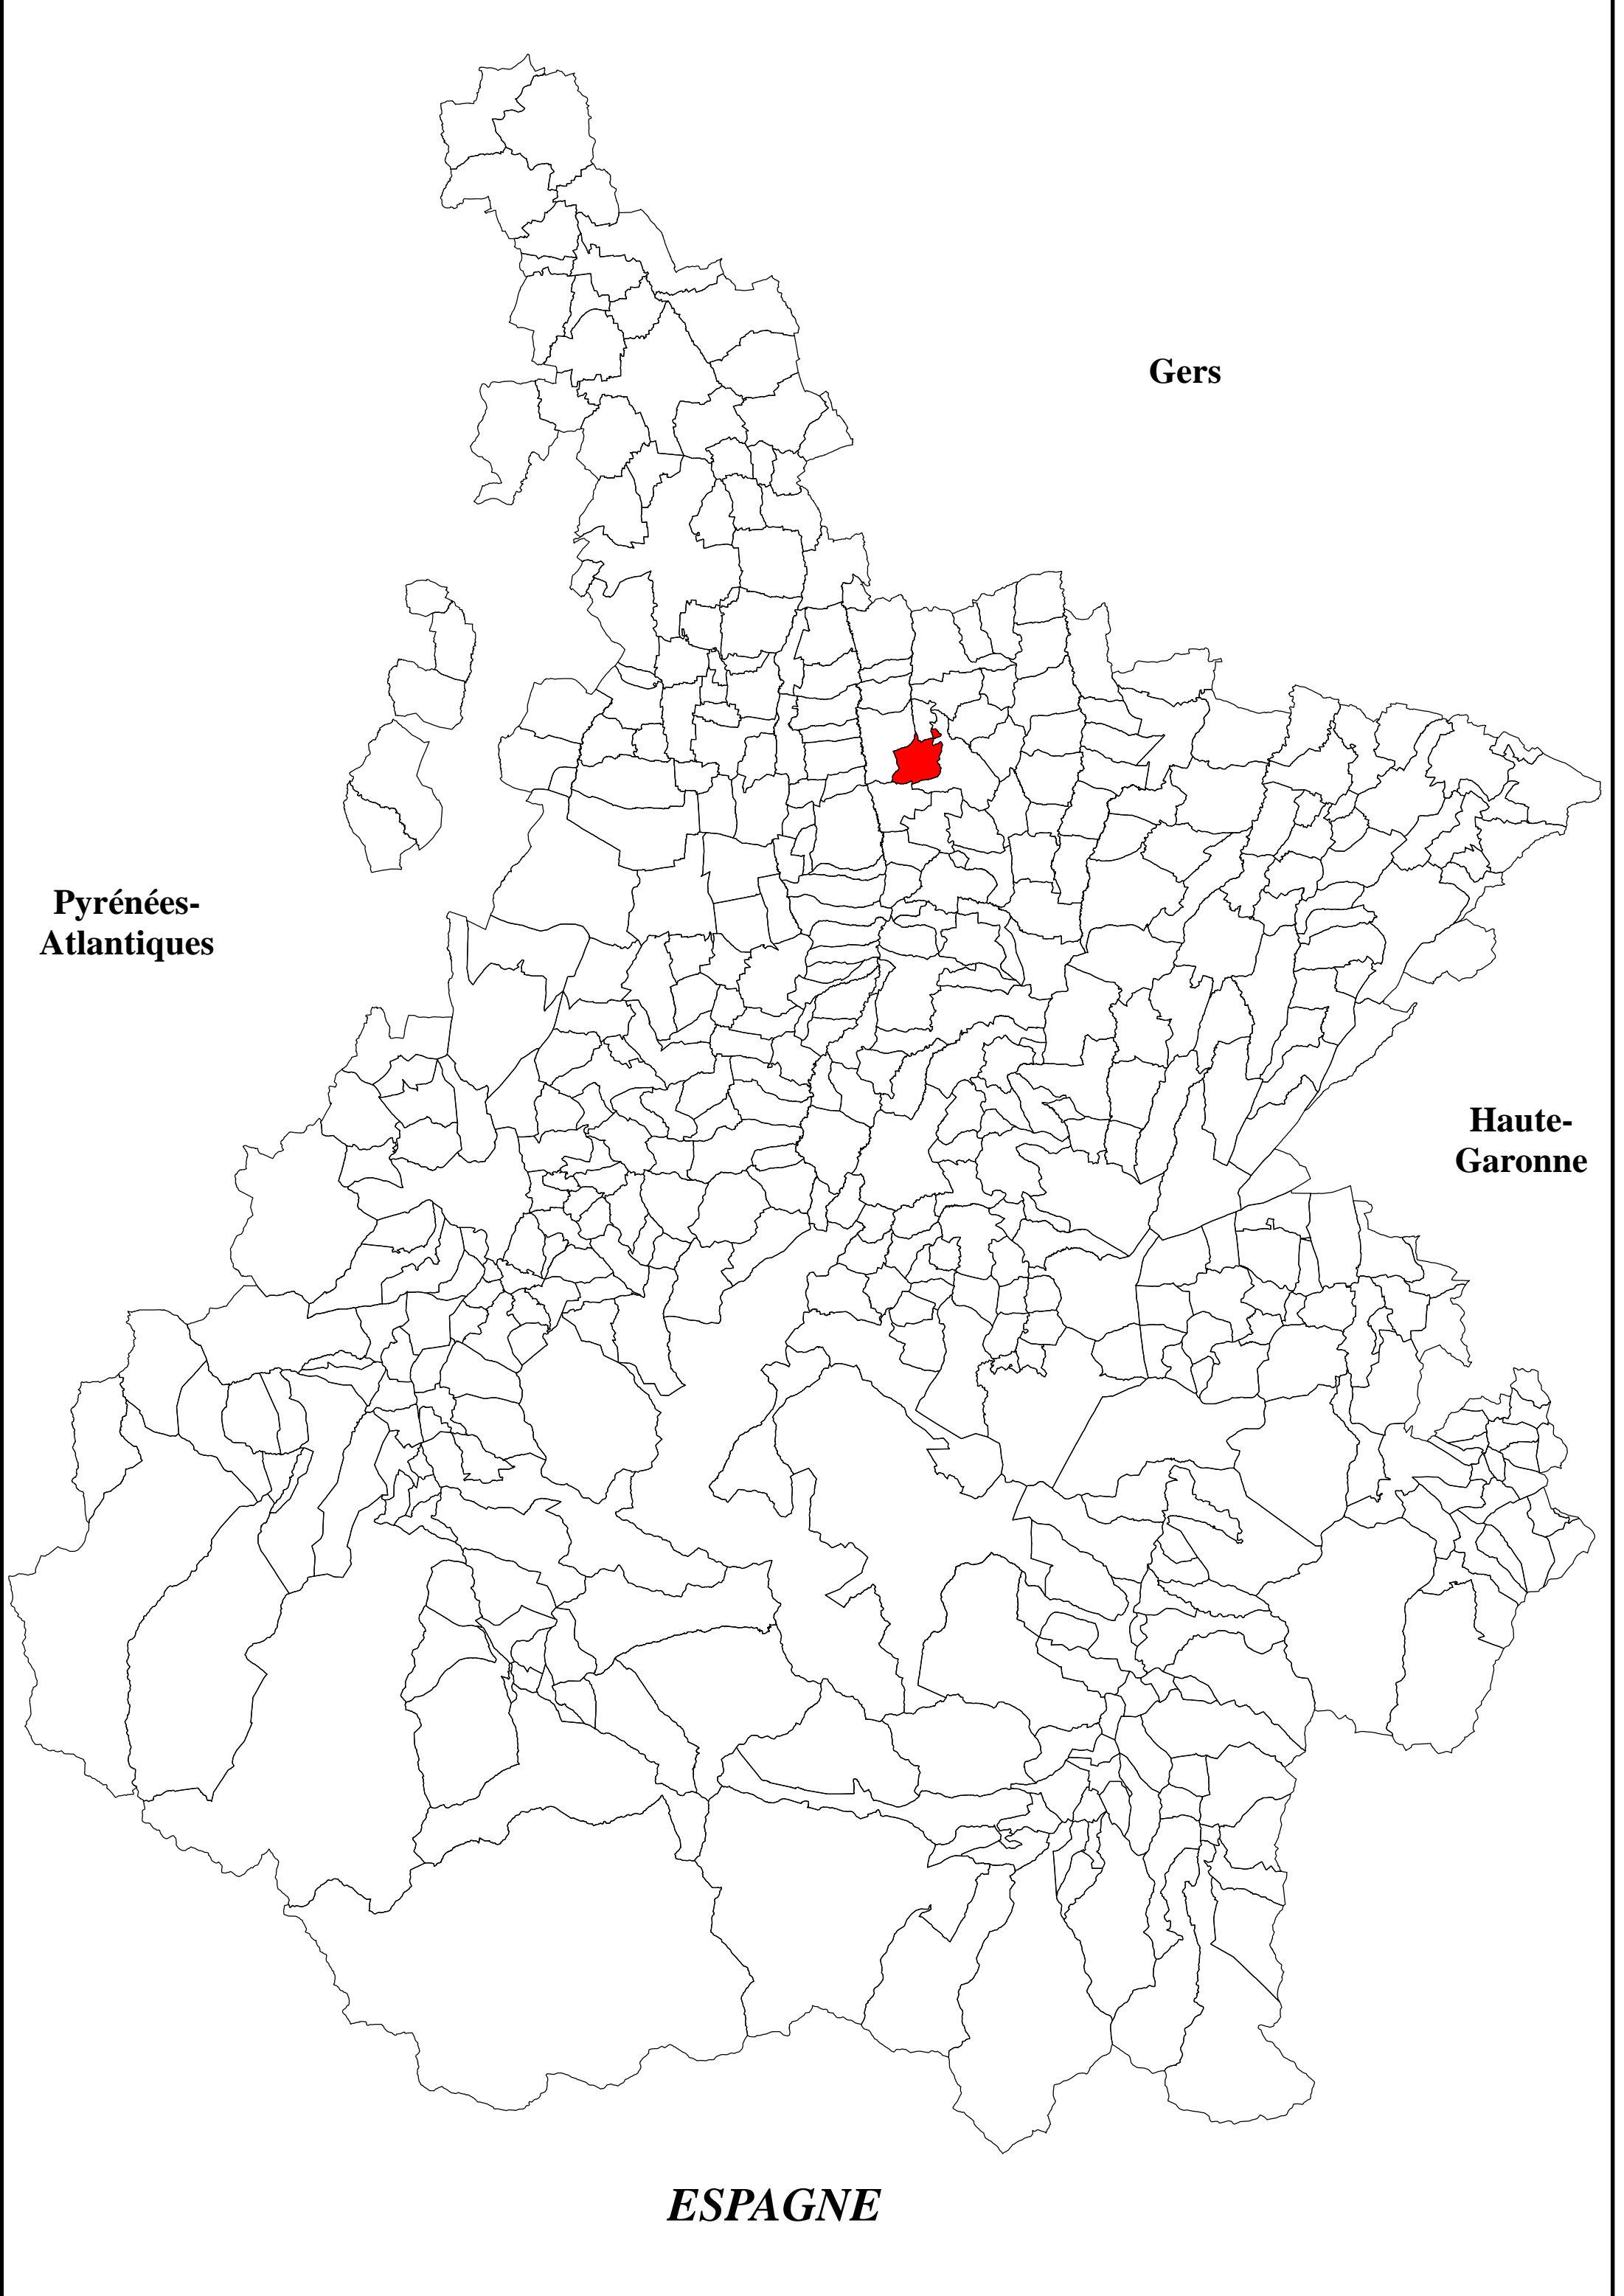 Gers
Pyrénées-
Atlantiques
Haute-
Garonne
ESPAGNE